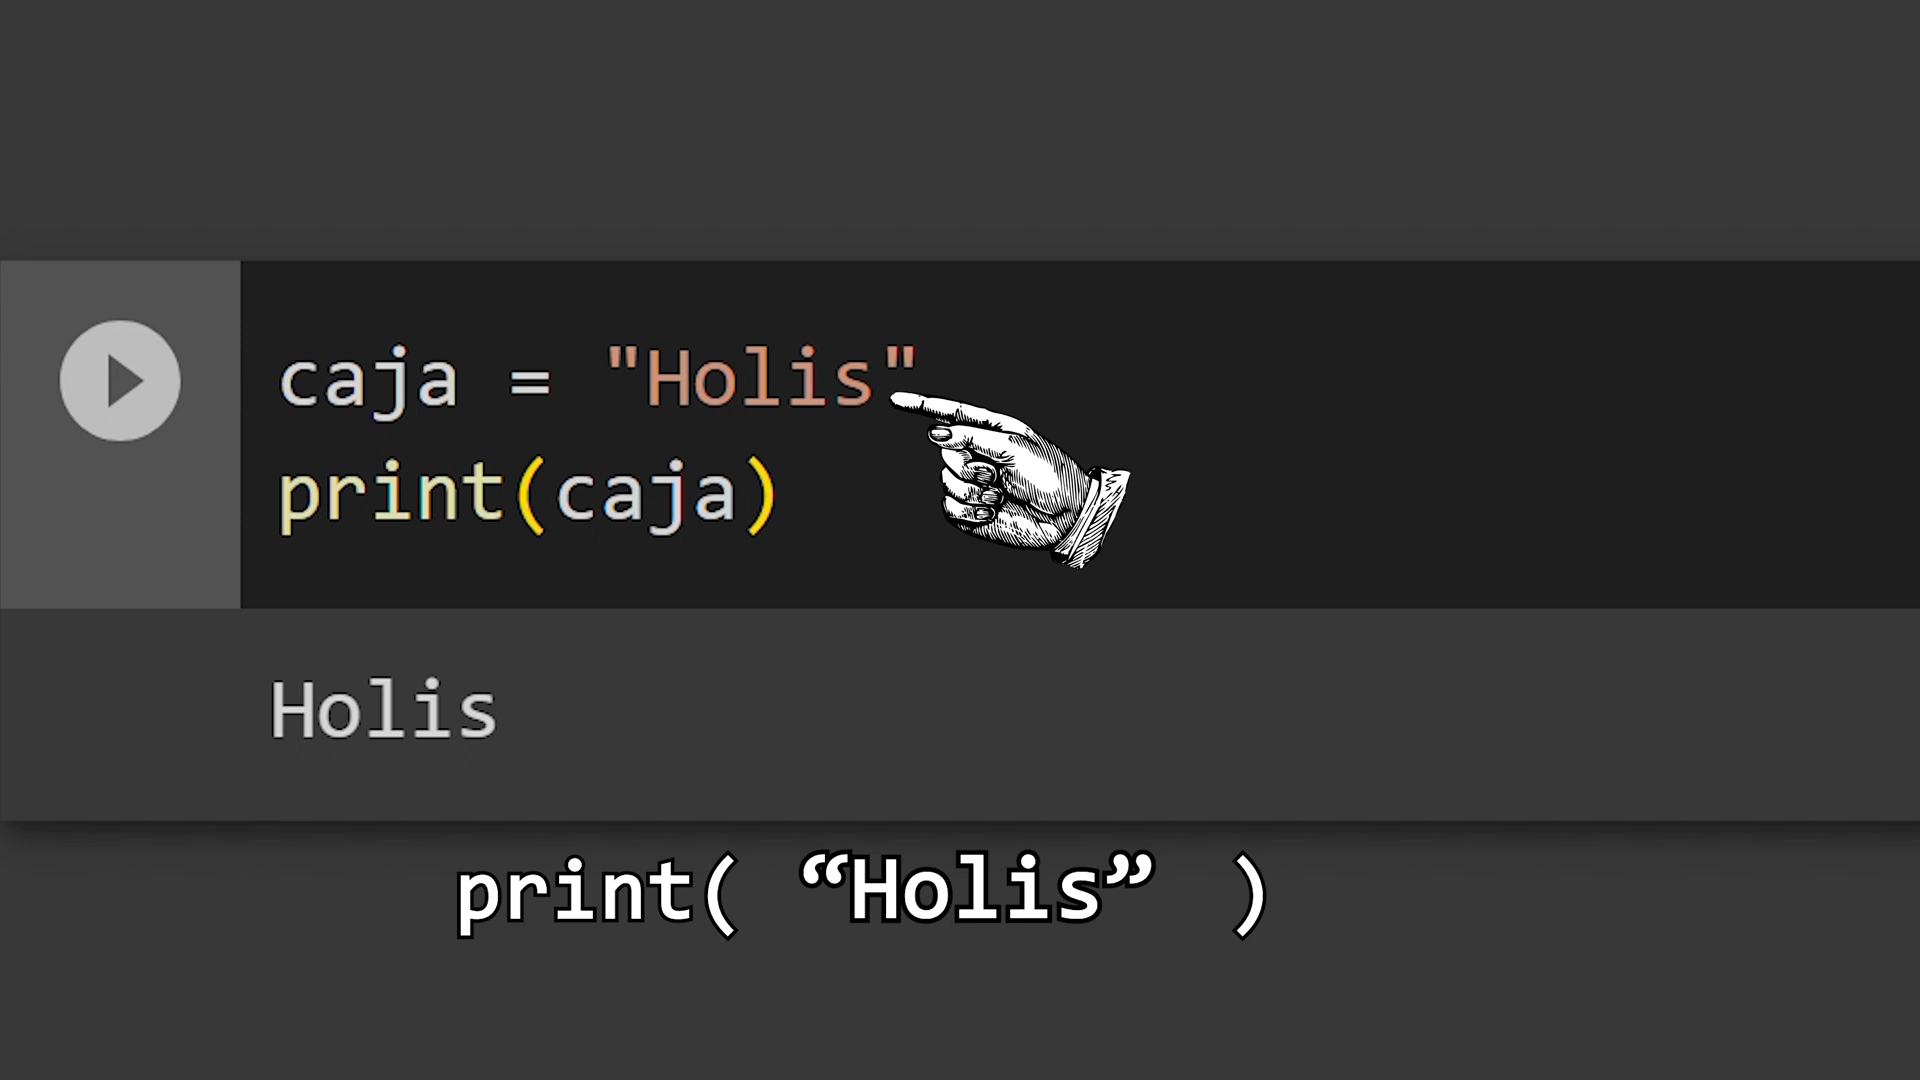 caja = "Holis"
print(caja)
Holis
print( “Holis” )